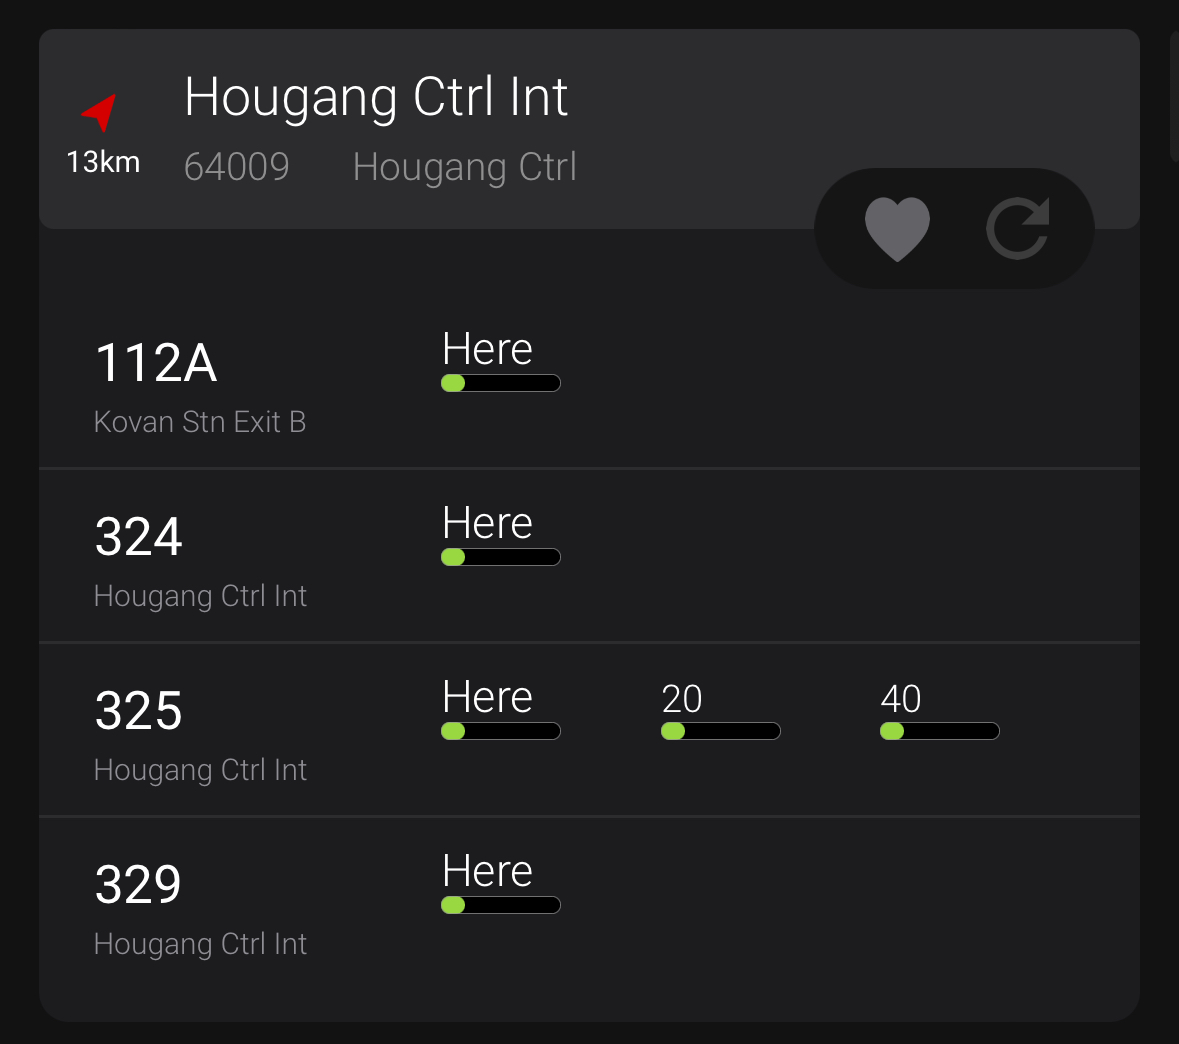 Hougang Ctrl Int
13km
64009 Hougang Ctrl
112A
Here
Kovan Stn Exit B
324
Here
Hougang Ctrl Int
325
Here 20 40
Hougang Ctrl Int
329
Here
Hougang Ctrl Int